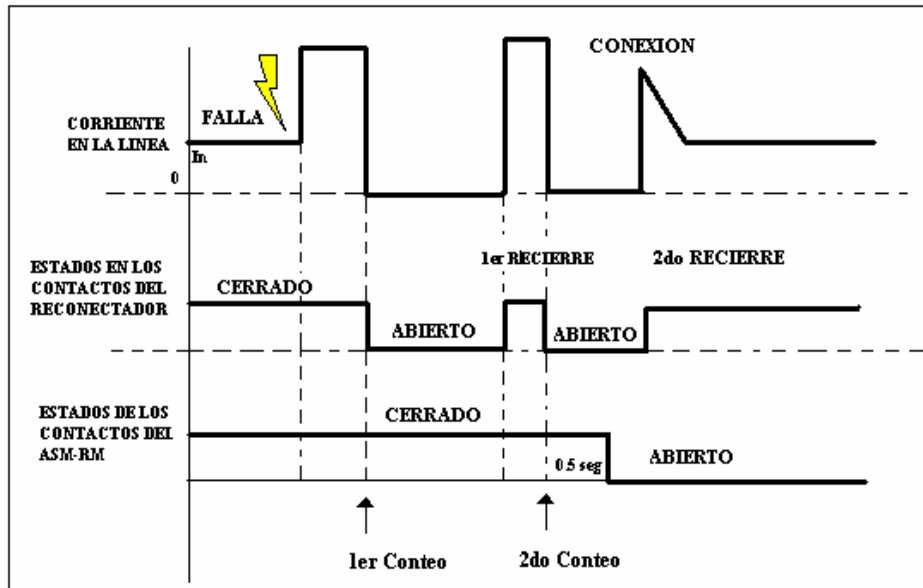 CONEXION
FALLA
CORRIENTE
EN LA LINEA
In
0
1er RECIERRE
2do RECIERRE
ESTADOS EN LOS
CONTACTOS DEL
RECONECTADOR
CERRADO
ABIERTO
ABIERTO
ESTADOS DE LOS
CONTACTOS DEL
ASM-RM
CERRADO
0.5 seg
ABIERTO
1er Conteo
2do Conteo